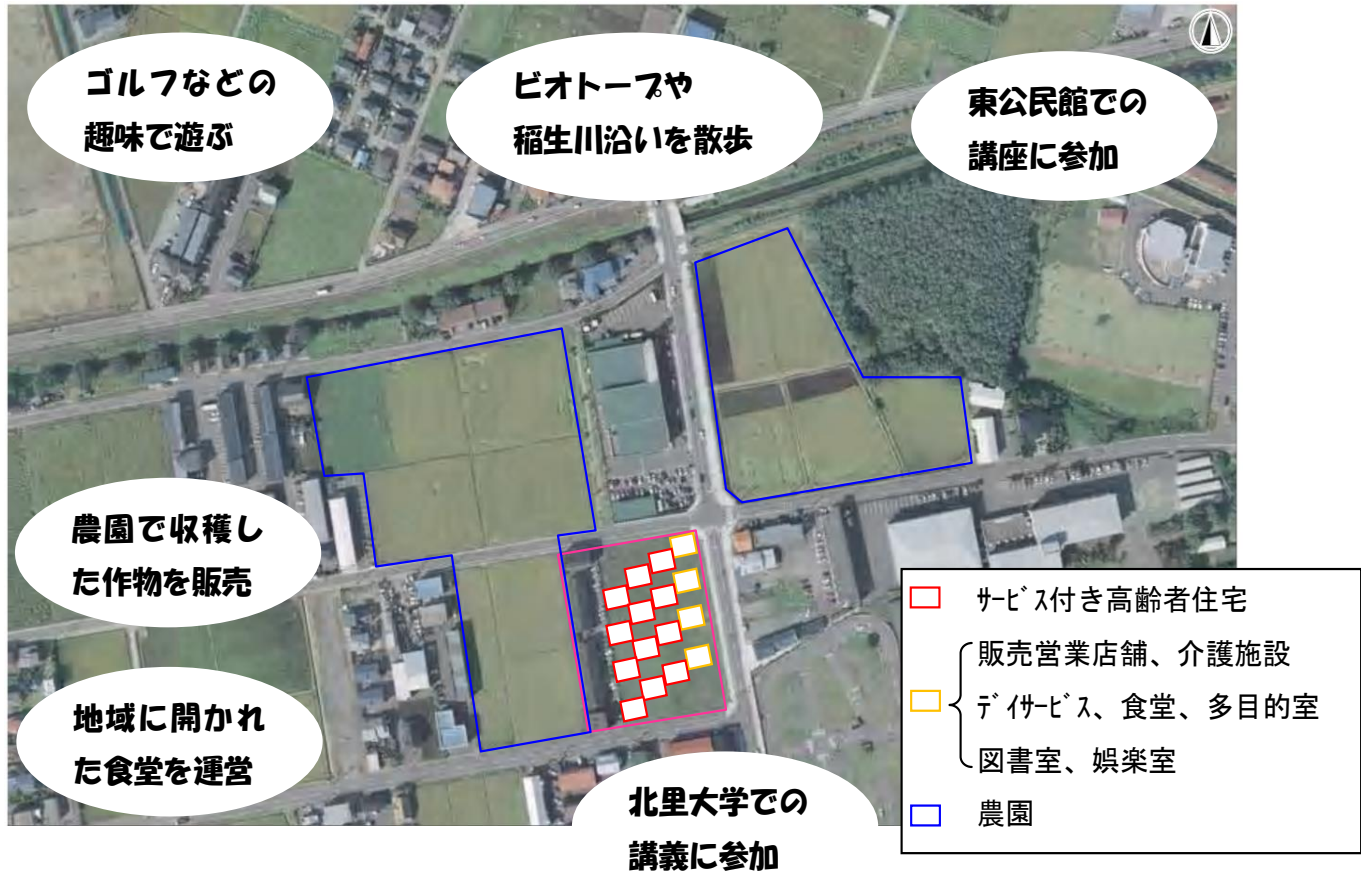 ゴルフなどの
趣味で遊ぶ
ビオトープや
稲生川沿いを散歩
東公民館での
講座に参加
農園で収穫し
た作物を販売
地域に開かれ
た食堂を運営
北里大学での
講義に参加
サービス付き高齢者住宅
販売営業店舗、介護施設
デイサービス、食堂、多目的室
図書室、娯楽室
農園